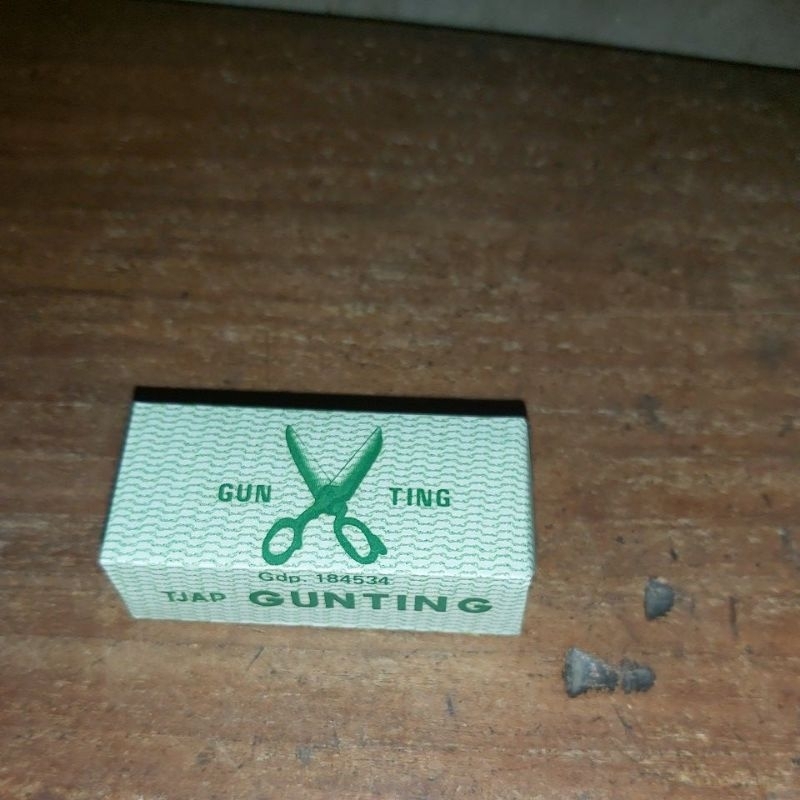 GUN TING
Gdp. 184534
TJAP GUNTING